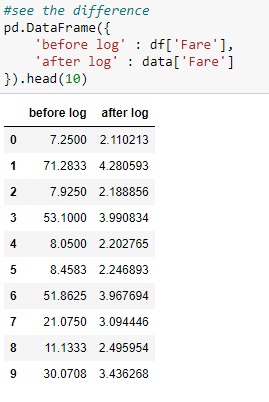 #see the difference
pd.DataFrame({
    'before log' : df['Fare'],
    'after log' : data['Fare']
}).head(10)
before log after log
0 7.2500 2.110213
1 71.2833 4.280593
2 7.9250 2.188856
3 53.1000 3.990834
4 8.0500 2.202765
5 8.4583 2.246893
6 51.8625 3.967694
7 21.0750 3.094446
8 11.1333 2.495954
9 30.0708 3.436268